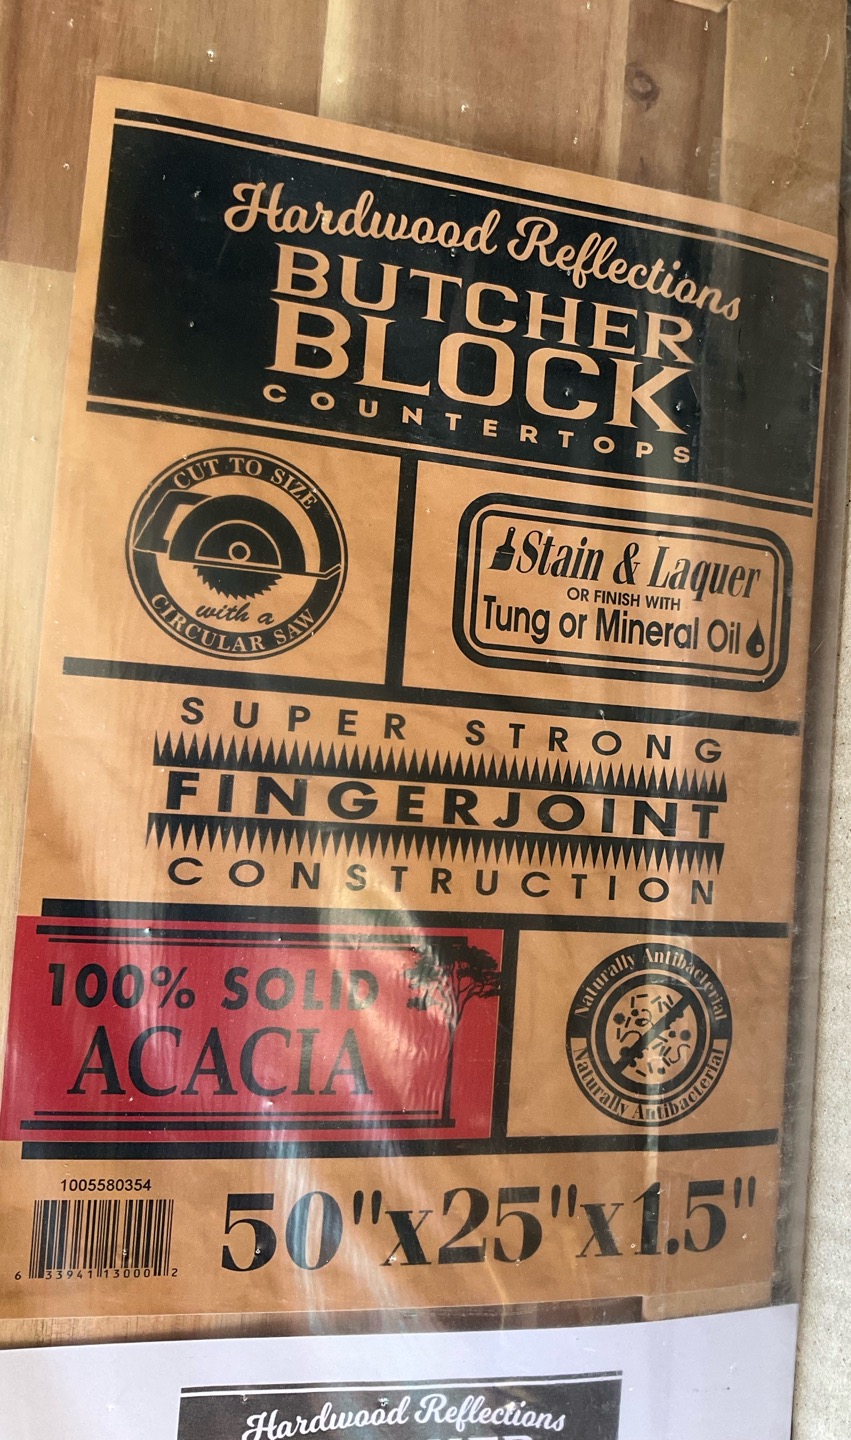 Hardwood Reflections
BUTCHER
BLOCK
COUNTERTOPS
CUT TO SIZE
with a
CIRCULAR SAW
Stain & Laquer
OR FINISH WITH
Tung or Mineral Oil
SUPER STRONG
FINGERJOINT
CONSTRUCTION
100% SOLID
ACACIA
Naturally Antibacterial
Naturally Antibacterial
1005580354
6 33941 13000 2
50"x25"x1.5"
Hardwood Reflections